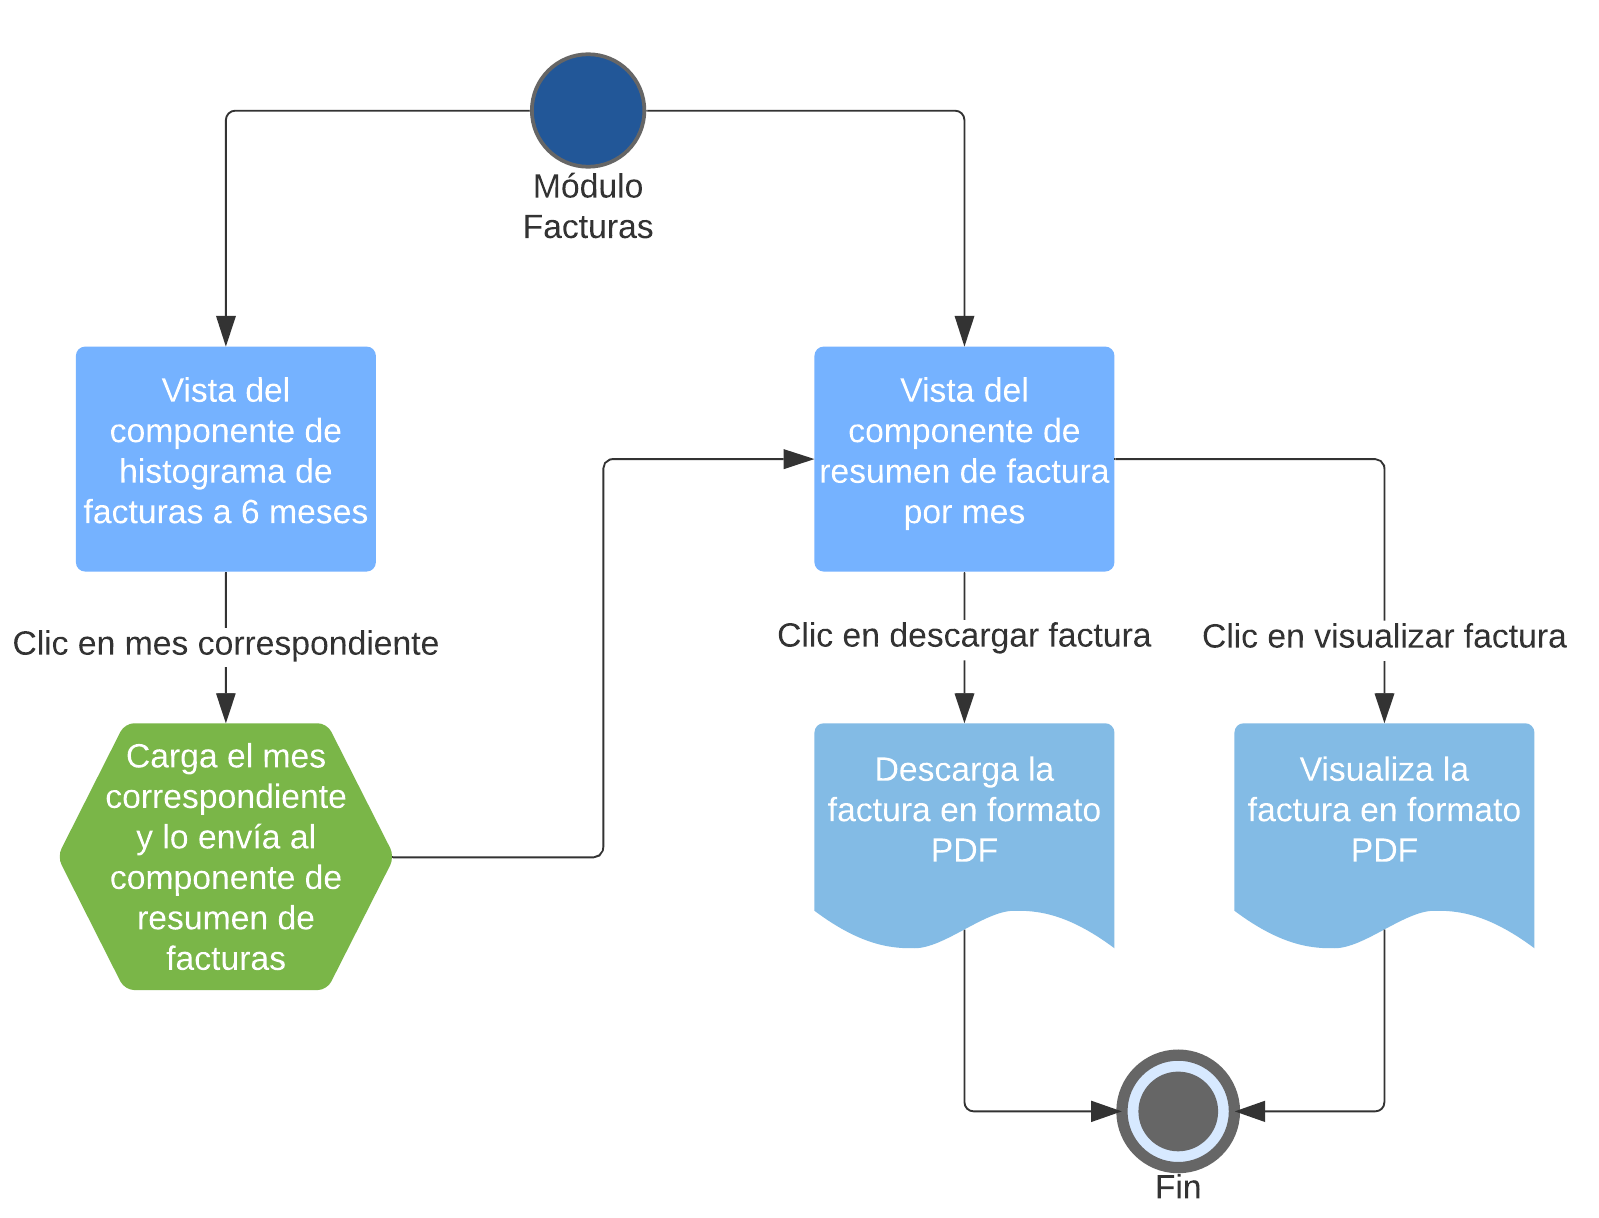 Módulo
Facturas
Vista del
componente de
histograma de
facturas a 6 meses
Vista del
componente de
resumen de factura
por mes
Clic en mes correspondiente
Clic en descargar factura
Clic en visualizar factura
Carga el mes
correspondiente
y lo envía al
componente de
resumen de
facturas
Descarga la
factura en formato
PDF
Visualiza la
factura en formato
PDF
Fin